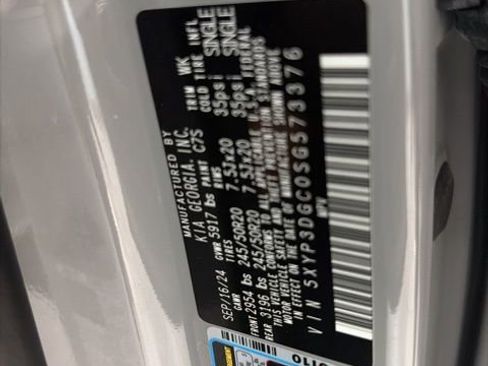 MANUFACTURED BY
KIA GEORGIA, INC.
SEP/16/24 GVWR 5917 lbs PAINT C7S TRIM WK
GAWR TIRES RIMS COLD TIRE INFL
FRONT 2954 lbs 245/50R20 7.5Jx20 35psi SINGLE
REAR 3196 lbs 245/50R20 7.5Jx20 35psi SINGLE
THIS VEHICLE CONFORMS TO ALL APPLICABLE U.S.A. FEDERAL
MOTOR VEHICLE SAFETY AND THEFT PREVENTION STANDARDS
IN EFFECT ON THE DATE OF MANUFACTURE SHOWN ABOVE
VIN 5XYP3DGC0SG573376
MPV